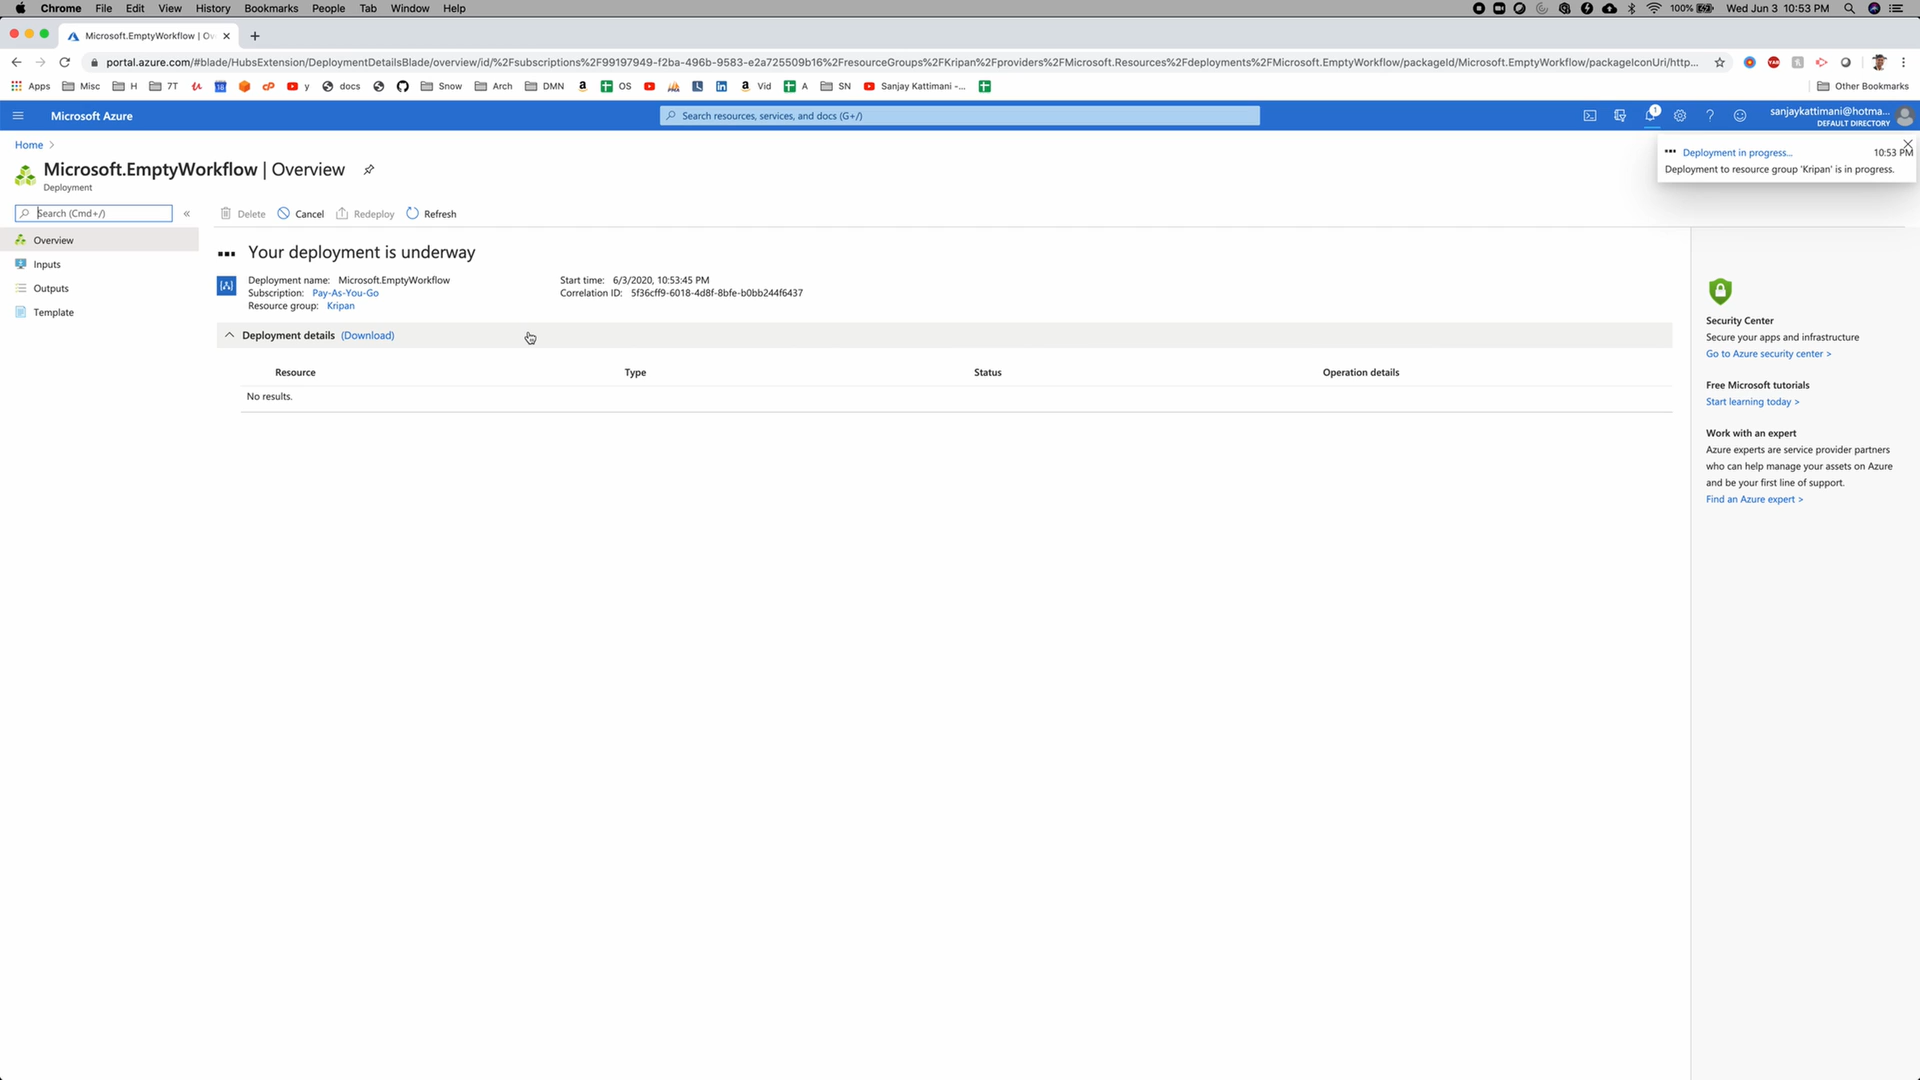 Chrome File Edit View History Bookmarks People Tab Window Help 100% Wed Jun 3 10:53 PM
Microsoft.EmptyWorkflow | Ov
portal.azure.com/#blade/HubsExtension/DeploymentDetailsBlade/overview/id/%2Fsubscriptions%2F99197949-f2ba-496b-9583-e2a725509b16%2FresourceGroups%2FKripan%2Fproviders%2FMicrosoft.Resources%2Fdeployments%2FMicrosoft.EmptyWorkflow/packageId/Microsoft.EmptyWorkflow/packageIconUri/http...
Apps Misc H 7T y docs Snow Arch DMN OS Vid A SN Sanjay Kattimani -... Other Bookmarks
Microsoft Azure Search resources, services, and docs (G+/) 1 sanjaykattimani@hotma...
DEFAULT DIRECTORY
Home >
Deployment in progress... 10:53 PM
Deployment to resource group 'Kripan' is in progress.
Microsoft.EmptyWorkflow | Overview
Deployment
Search (Cmd+/) «
Delete Cancel Redeploy Refresh
Overview
Inputs
Outputs
Template
Your deployment is underway
Deployment name: Microsoft.EmptyWorkflow Start time: 6/3/2020, 10:53:45 PM
Subscription: Pay-As-You-Go Correlation ID: 5f36cff9-6018-4d8f-8bfe-b0bb244f6437
Resource group: Kripan
Deployment details (Download)
Resource Type Status Operation details
No results.
Security Center
Secure your apps and infrastructure
Go to Azure security center >
Free Microsoft tutorials
Start learning today >
Work with an expert
Azure experts are service provider partners
who can help manage your assets on Azure
and be your first line of support.
Find an Azure expert >